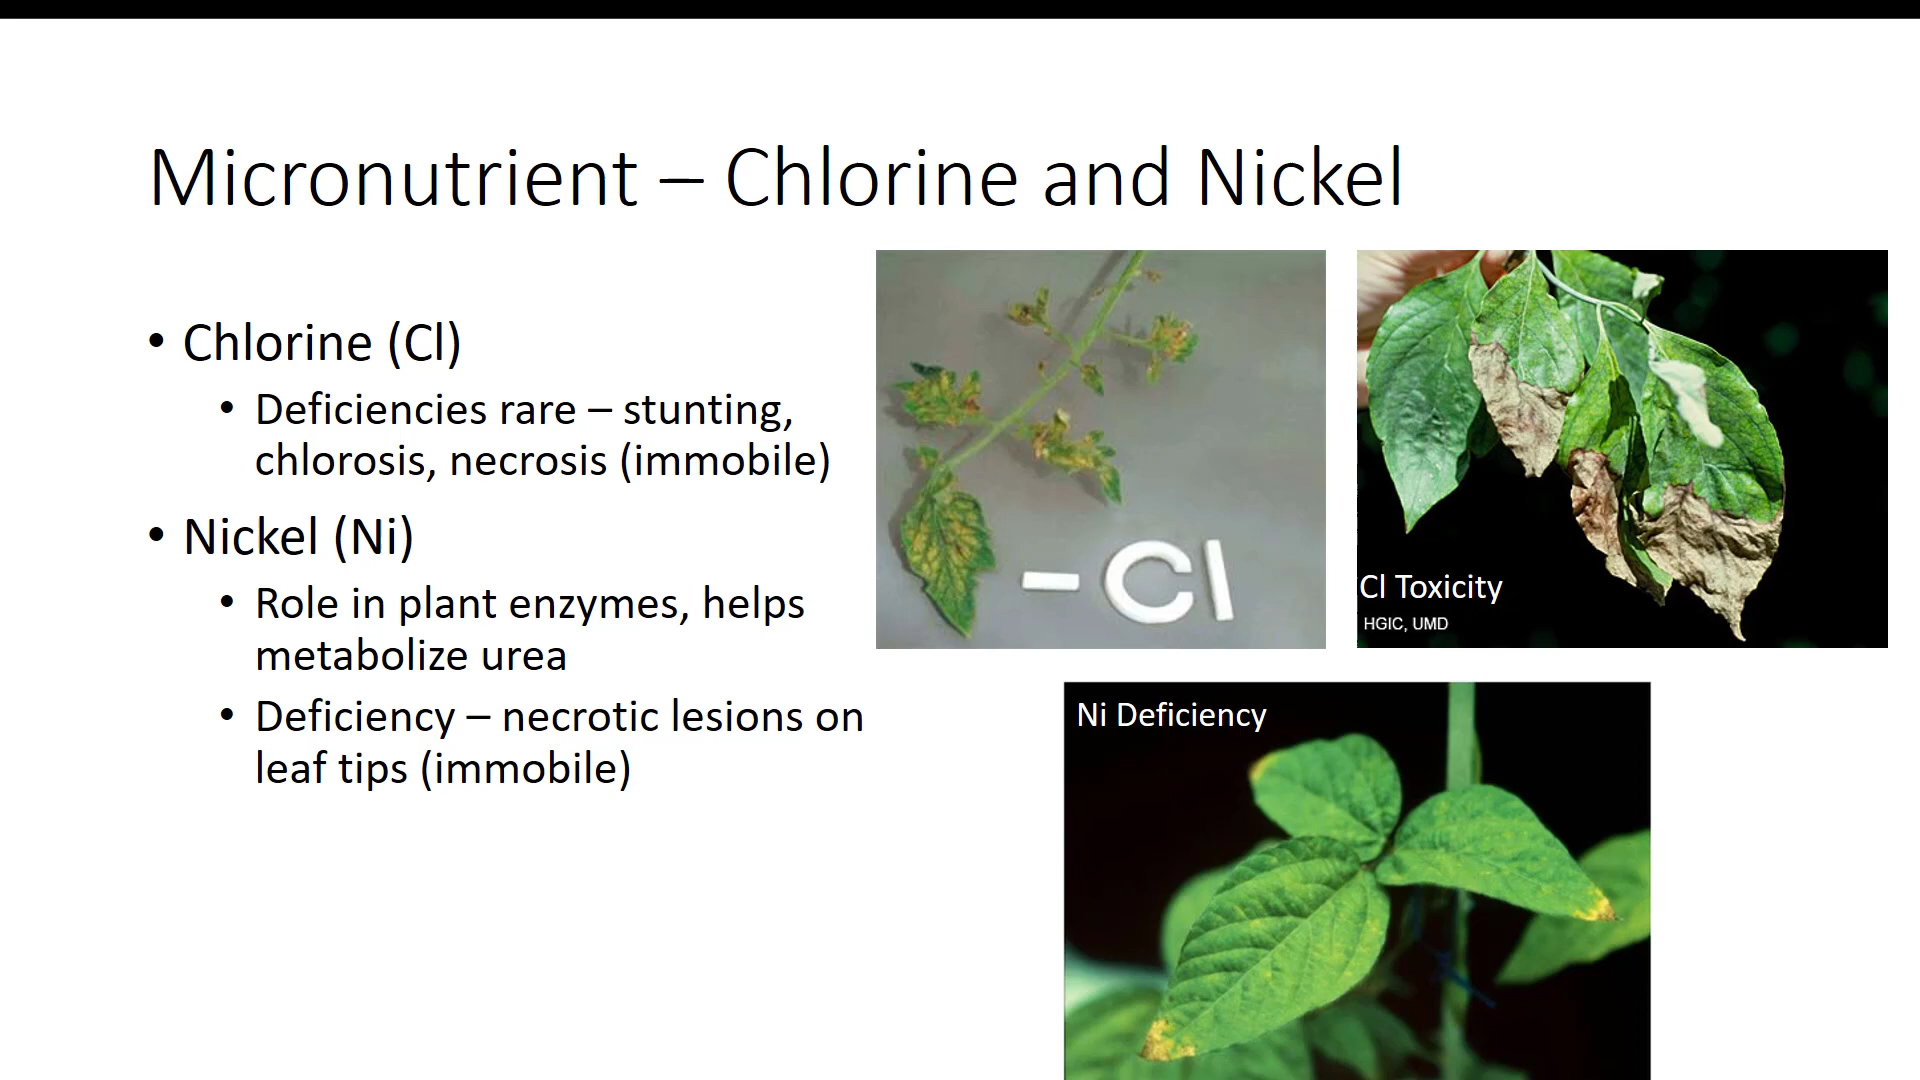 Micronutrient – Chlorine and Nickel
• Chlorine (Cl)
• Deficiencies rare – stunting,
chlorosis, necrosis (immobile)
• Nickel (Ni)
• Role in plant enzymes, helps
metabolize urea
• Deficiency – necrotic lesions on
leaf tips (immobile)
– Cl
Cl Toxicity
HGIC, UMD
Ni Deficiency